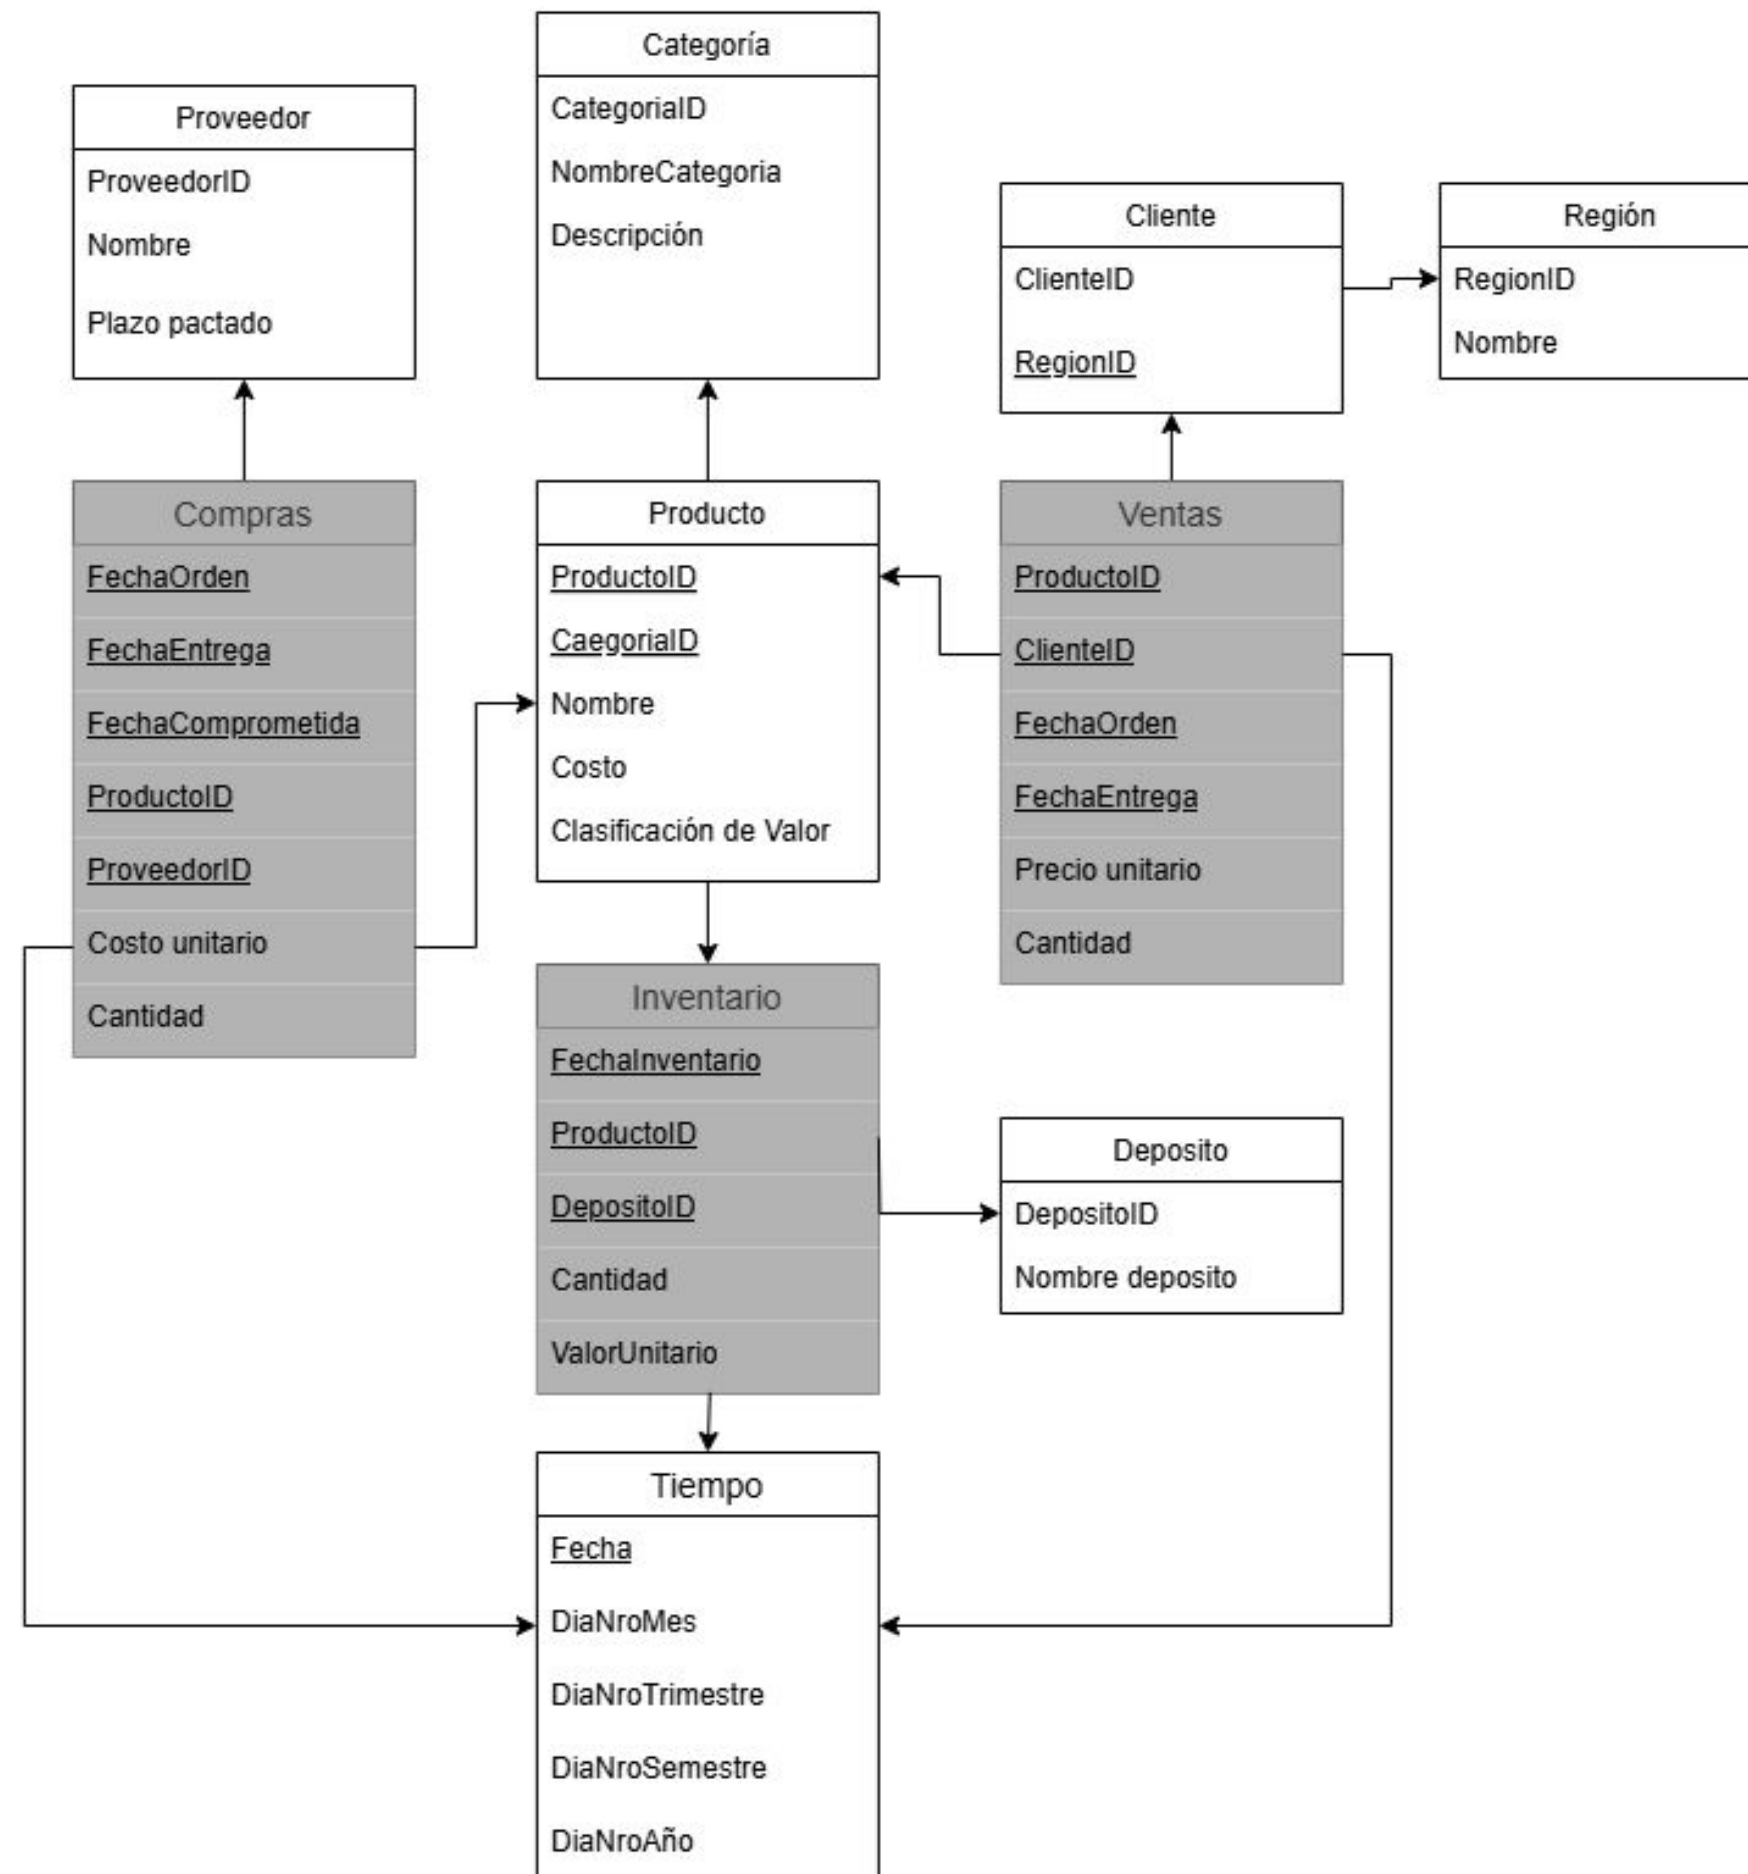 Categoría
CategoriaID
NombreCategoria
Descripción
Proveedor
ProveedorID
Nombre
Plazo pactado
Cliente
ClienteID
RegionID
Región
RegionID
Nombre
Compras
FechaOrden
FechaEntrega
FechaComprometida
ProductoID
ProveedorID
Costo unitario
Cantidad
Producto
ProductoID
CaegoriaID
Nombre
Costo
Clasificación de Valor
Ventas
ProductoID
ClienteID
FechaOrden
FechaEntrega
Precio unitario
Cantidad
Inventario
FechaInventario
ProductoID
DepositoID
Cantidad
ValorUnitario
Deposito
DepositoID
Nombre deposito
Tiempo
Fecha
DiaNroMes
DiaNroTrimestre
DiaNroSemestre
DiaNroAño